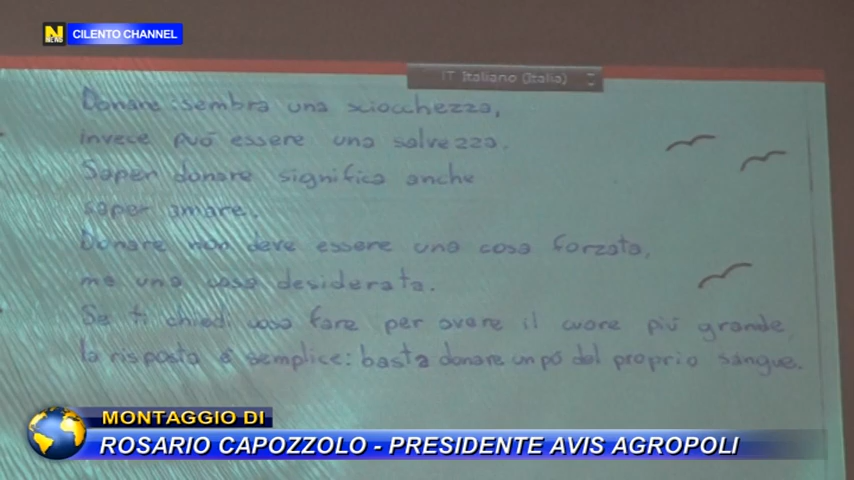 CILENTO CHANNEL
IT Italiano (Italia)
Donare: sembra una sciocchezza,
invece può essere una salvezza.
Saper donare significa anche
saper amare.
Donare non deve essere una cosa forzata,
ma una cosa desiderata.
Se ti chiedi cosa fare per avere il cuore più grande,
la risposta è semplice: basta donare un pó del proprio sangue.
MONTAGGIO DI
ROSARIO CAPOZZOLO - PRESIDENTE AVIS AGROPOLI